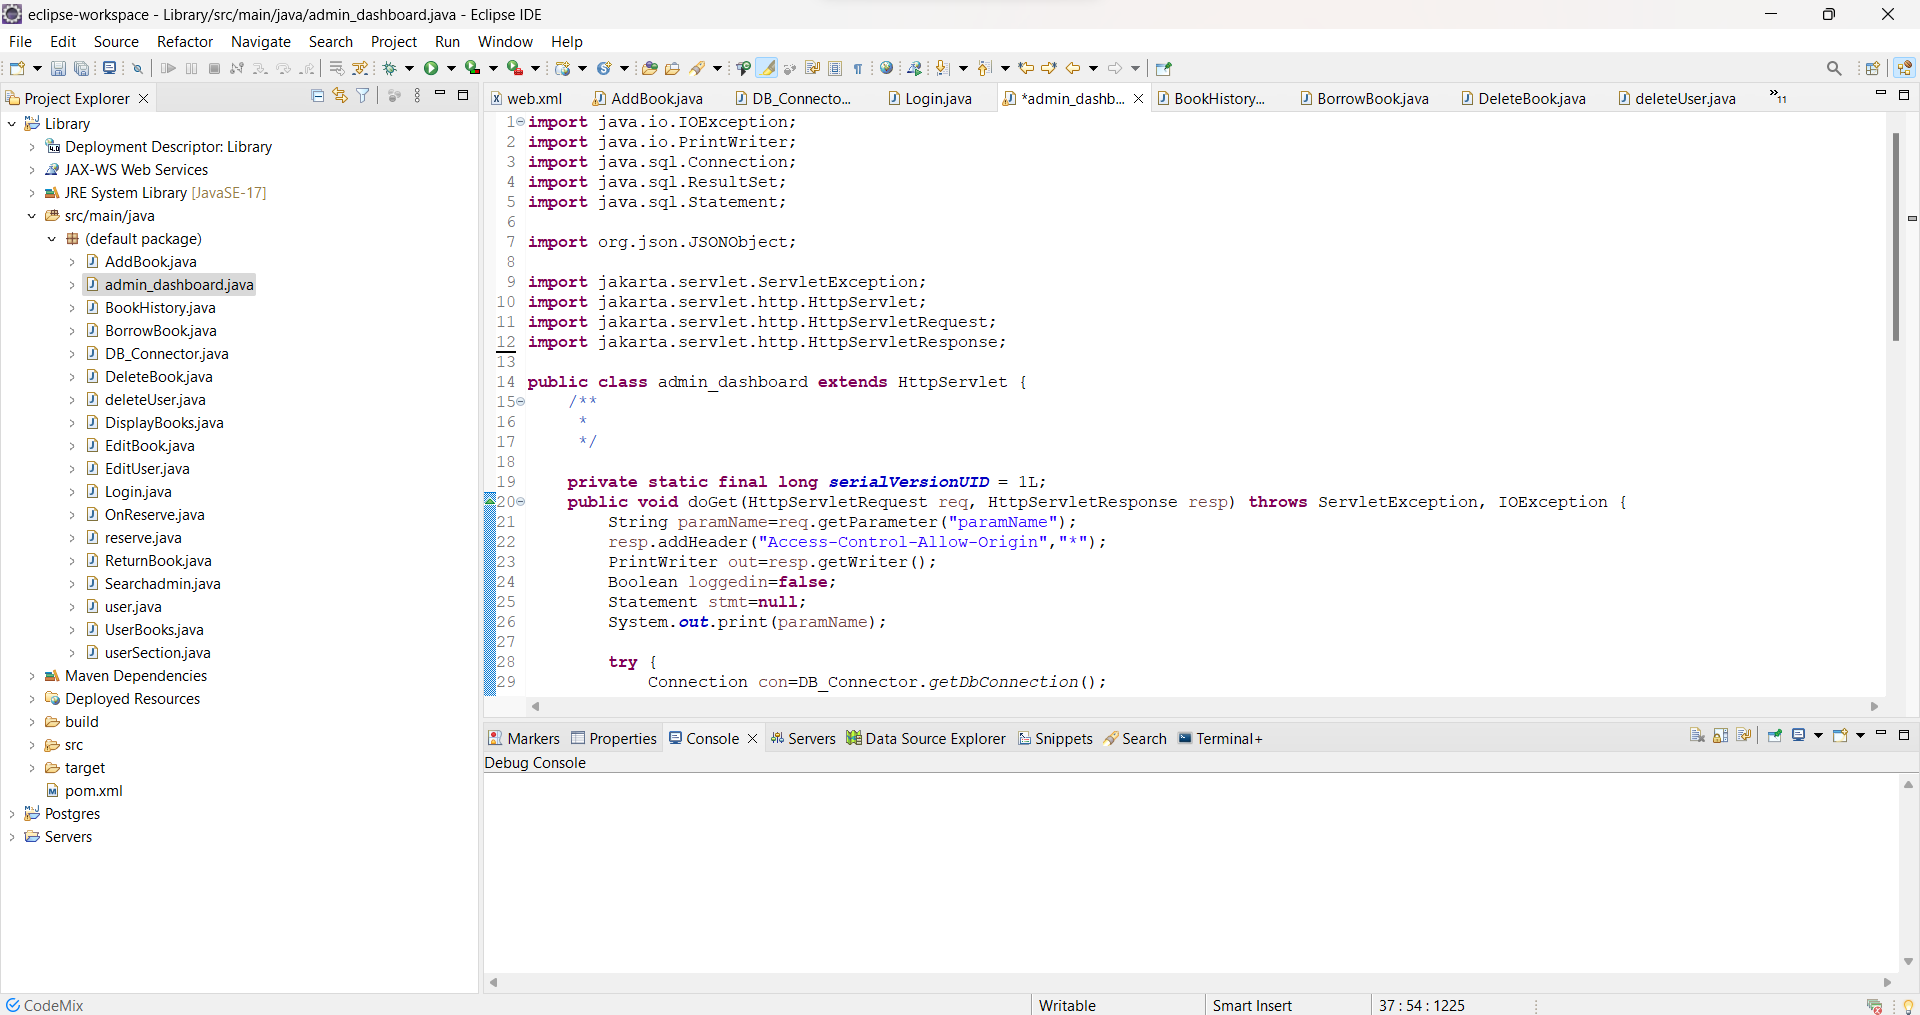 eclipse-workspace - Library/src/main/java/admin_dashboard.java - Eclipse IDE
File Edit Source Refactor Navigate Search Project Run Window Help
Project Explorer
Library
Deployment Descriptor: Library
JAX-WS Web Services
JRE System Library [JavaSE-17]
src/main/java
(default package)
AddBook.java
admin_dashboard.java
BookHistory.java
BorrowBook.java
DB_Connector.java
DeleteBook.java
deleteUser.java
DisplayBooks.java
EditBook.java
EditUser.java
Login.java
OnReserve.java
reserve.java
ReturnBook.java
Searchadmin.java
user.java
UserBooks.java
userSection.java
Maven Dependencies
Deployed Resources
build
src
target
pom.xml
Postgres
Servers
web.xml AddBook.java DB_Connecto... Login.java *admin_dashb... BookHistory... BorrowBook.java DeleteBook.java deleteUser.java »11
1 import java.io.IOException;
2 import java.io.PrintWriter;
3 import java.sql.Connection;
4 import java.sql.ResultSet;
5 import java.sql.Statement;
6
7 import org.json.JSONObject;
8
9 import jakarta.servlet.ServletException;
10 import jakarta.servlet.http.HttpServlet;
11 import jakarta.servlet.http.HttpServletRequest;
12 import jakarta.servlet.http.HttpServletResponse;
13
14 public class admin_dashboard extends HttpServlet {
15 /**
16 *
17 */
18
19 private static final long serialVersionUID = 1L;
20 public void doGet(HttpServletRequest req, HttpServletResponse resp) throws ServletException, IOException {
21 String paramName=req.getParameter("paramName");
22 resp.addHeader("Access-Control-Allow-Origin","*");
23 PrintWriter out=resp.getWriter();
24 Boolean loggedin=false;
25 Statement stmt=null;
26 System.out.print(paramName);
27
28 try {
29 Connection con=DB_Connector.getDbConnection();
Markers Properties Console Servers Data Source Explorer Snippets Search Terminal+
Debug Console
CodeMix Writable Smart Insert 37 : 54 : 1225